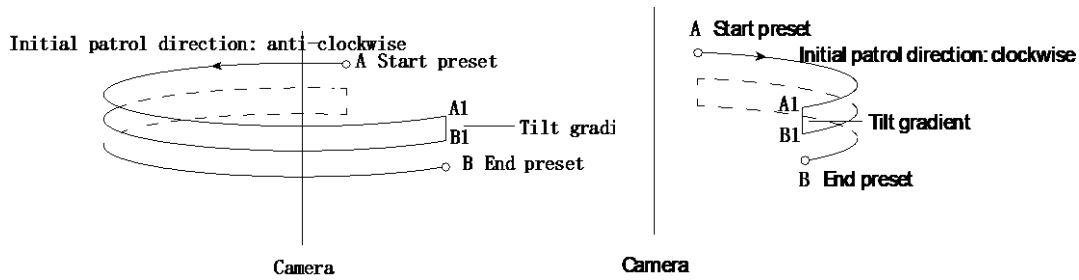 Initial patrol direction: anti-clockwise
A Start preset
A1
B1
Tilt gradi
B End preset
Camera
A Start preset
Initial patrol direction: clockwise
A1
B1
Tilt gradient
B End preset
Camera